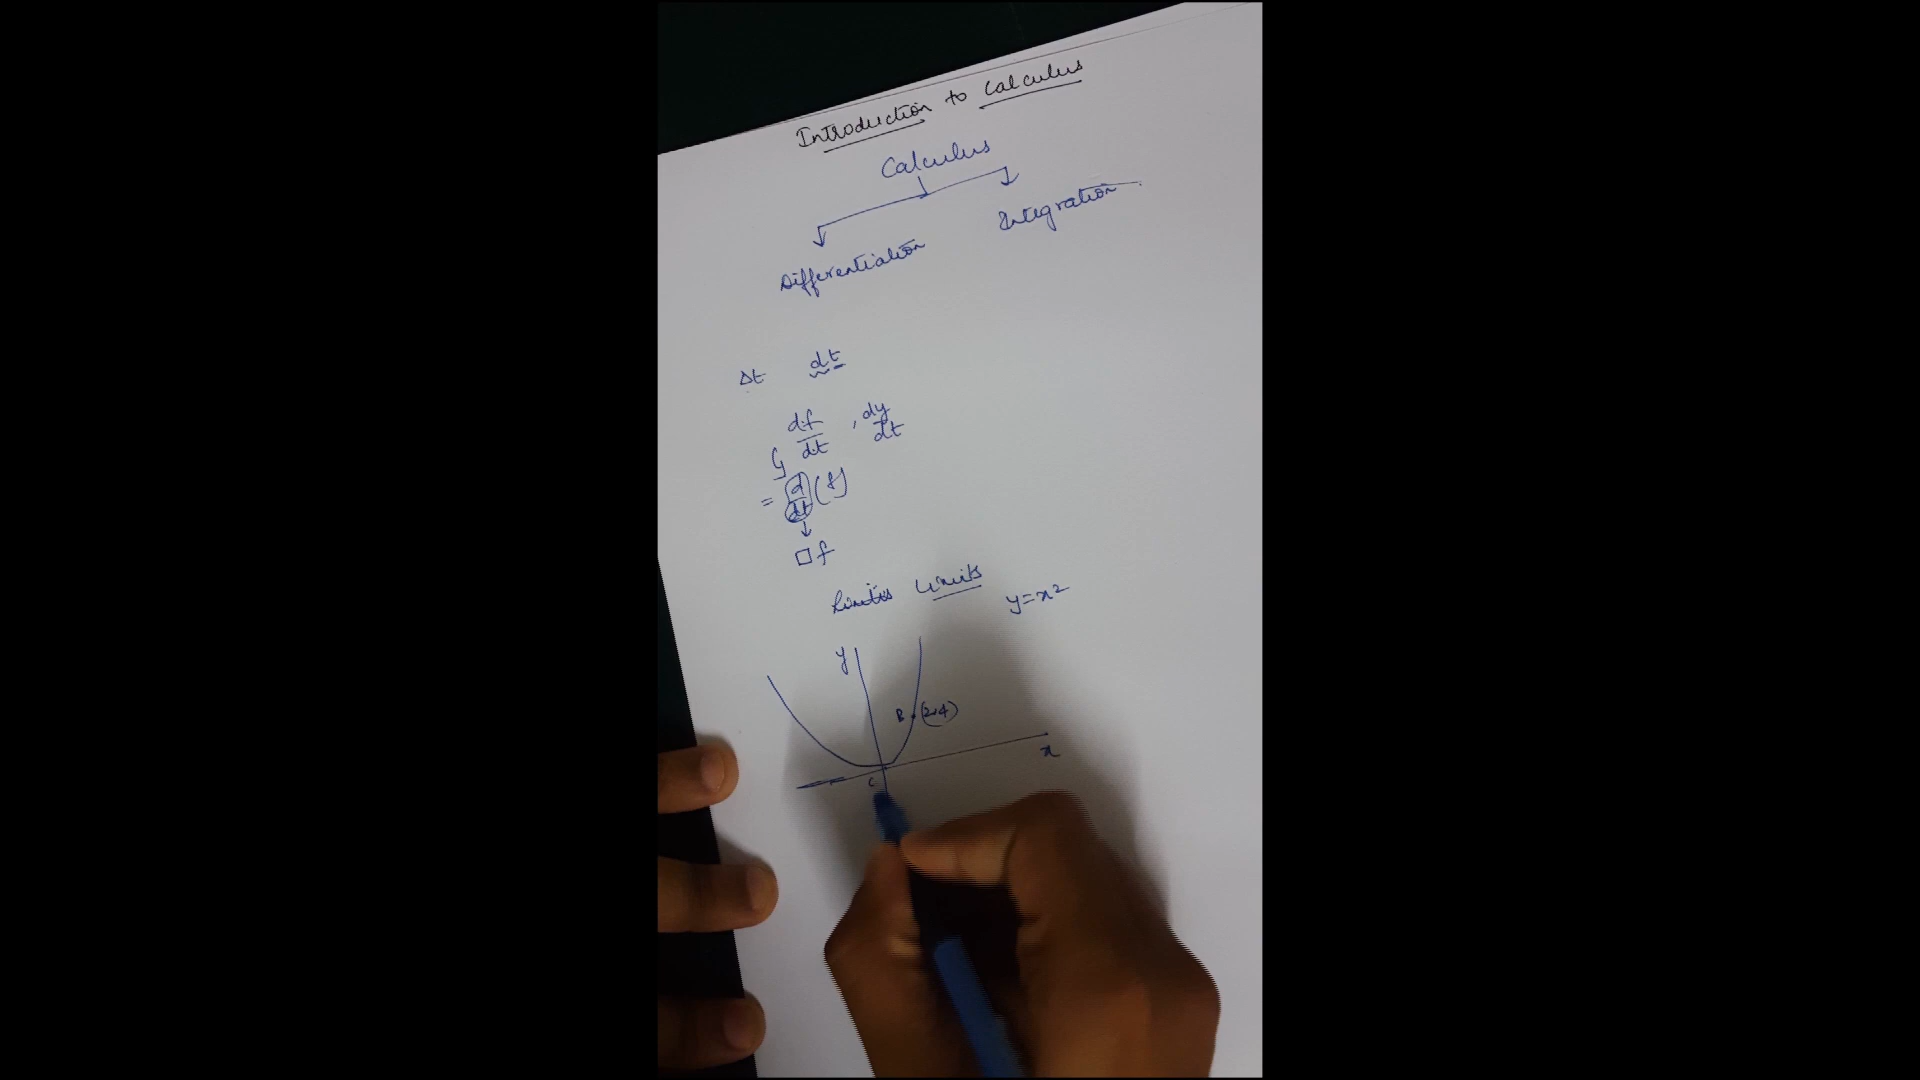 Introduction to Calculus
Calculus
Differentiation
Integration
Δt dt
df/dt , dy/dt
= d/dt (f)
□f
Limits
y=x²
y
B (2,4)
x
C